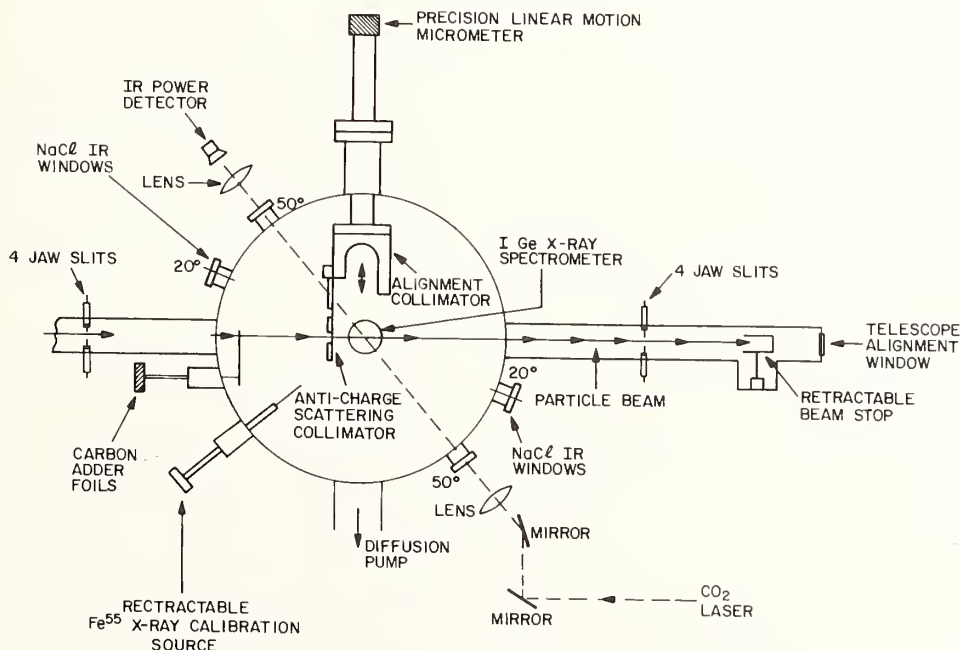 PRECISION LINEAR MOTION
MICROMETER
IR POWER
DETECTOR
NaCℓ IR
WINDOWS
LENS
50°
I Ge X-RAY
SPECTROMETER
20°
4 JAW SLITS
ALIGNMENT
COLLIMATOR
4 JAW SLITS
TELESCOPE
ALIGNMENT
WINDOW
20°
PARTICLE BEAM
RETRACTABLE
BEAM STOP
ANTI-CHARGE
SCATTERING
COLLIMATOR
CARBON
ADDER
FOILS
NaCℓ IR
WINDOWS
50°
LENS
MIRROR
DIFFUSION
PUMP
MIRROR
CO2
LASER
RECTRACTABLE
Fe55 X-RAY CALIBRATION
SOURCE